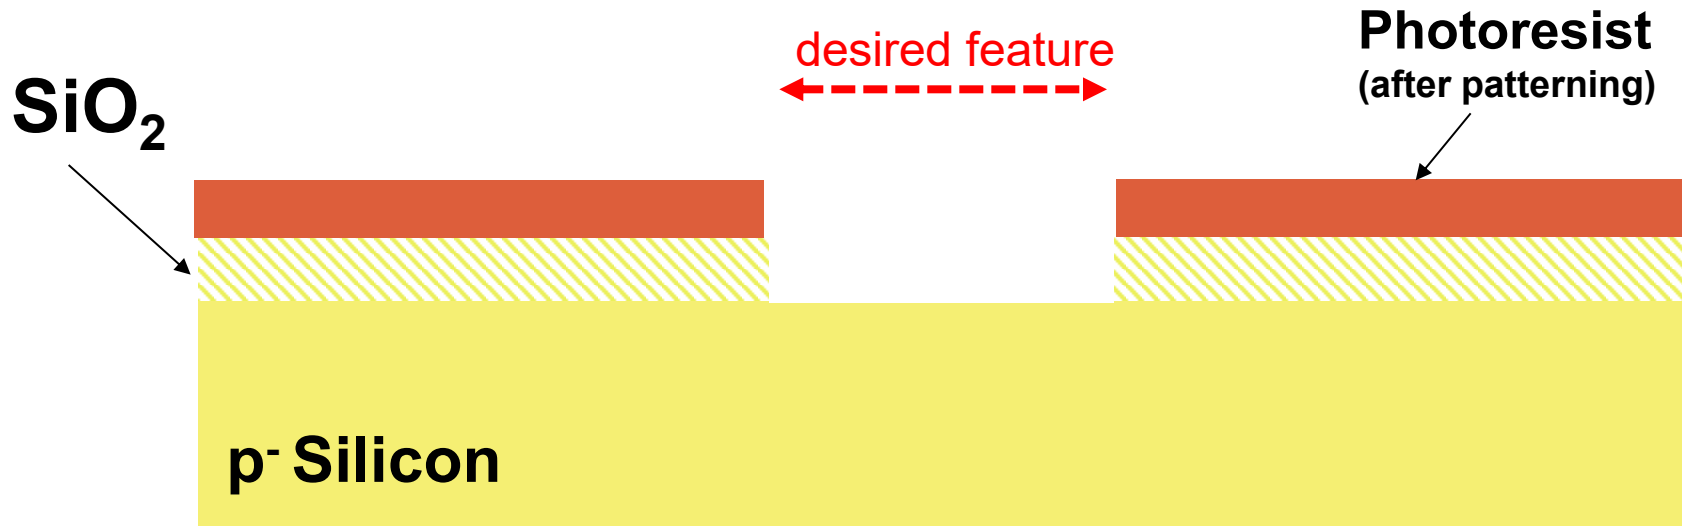 desired feature
Photoresist
(after patterning)
SiO₂
p⁻ Silicon